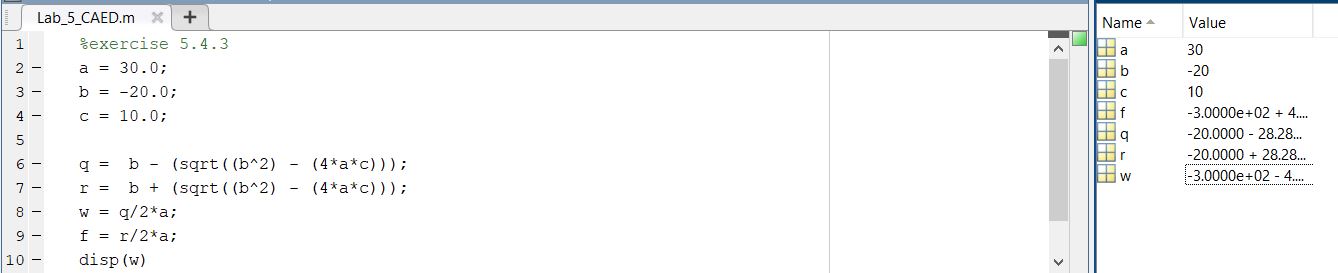 Lab_5_CAED.m × +
1 %exercise 5.4.3
2 – a = 30.0;
3 – b = -20.0;
4 – c = 10.0;
5
6 – q =  b - (sqrt((b^2) - (4*a*c)));
7 – r =  b + (sqrt((b^2) - (4*a*c)));
8 – w = q/2*a;
9 – f = r/2*a;
10 – disp(w)
Name Value
a 30
b -20
c 10
f -3.0000e+02 + 4....
q -20.0000 - 28.28...
r -20.0000 + 28.28...
w -3.0000e+02 - 4....